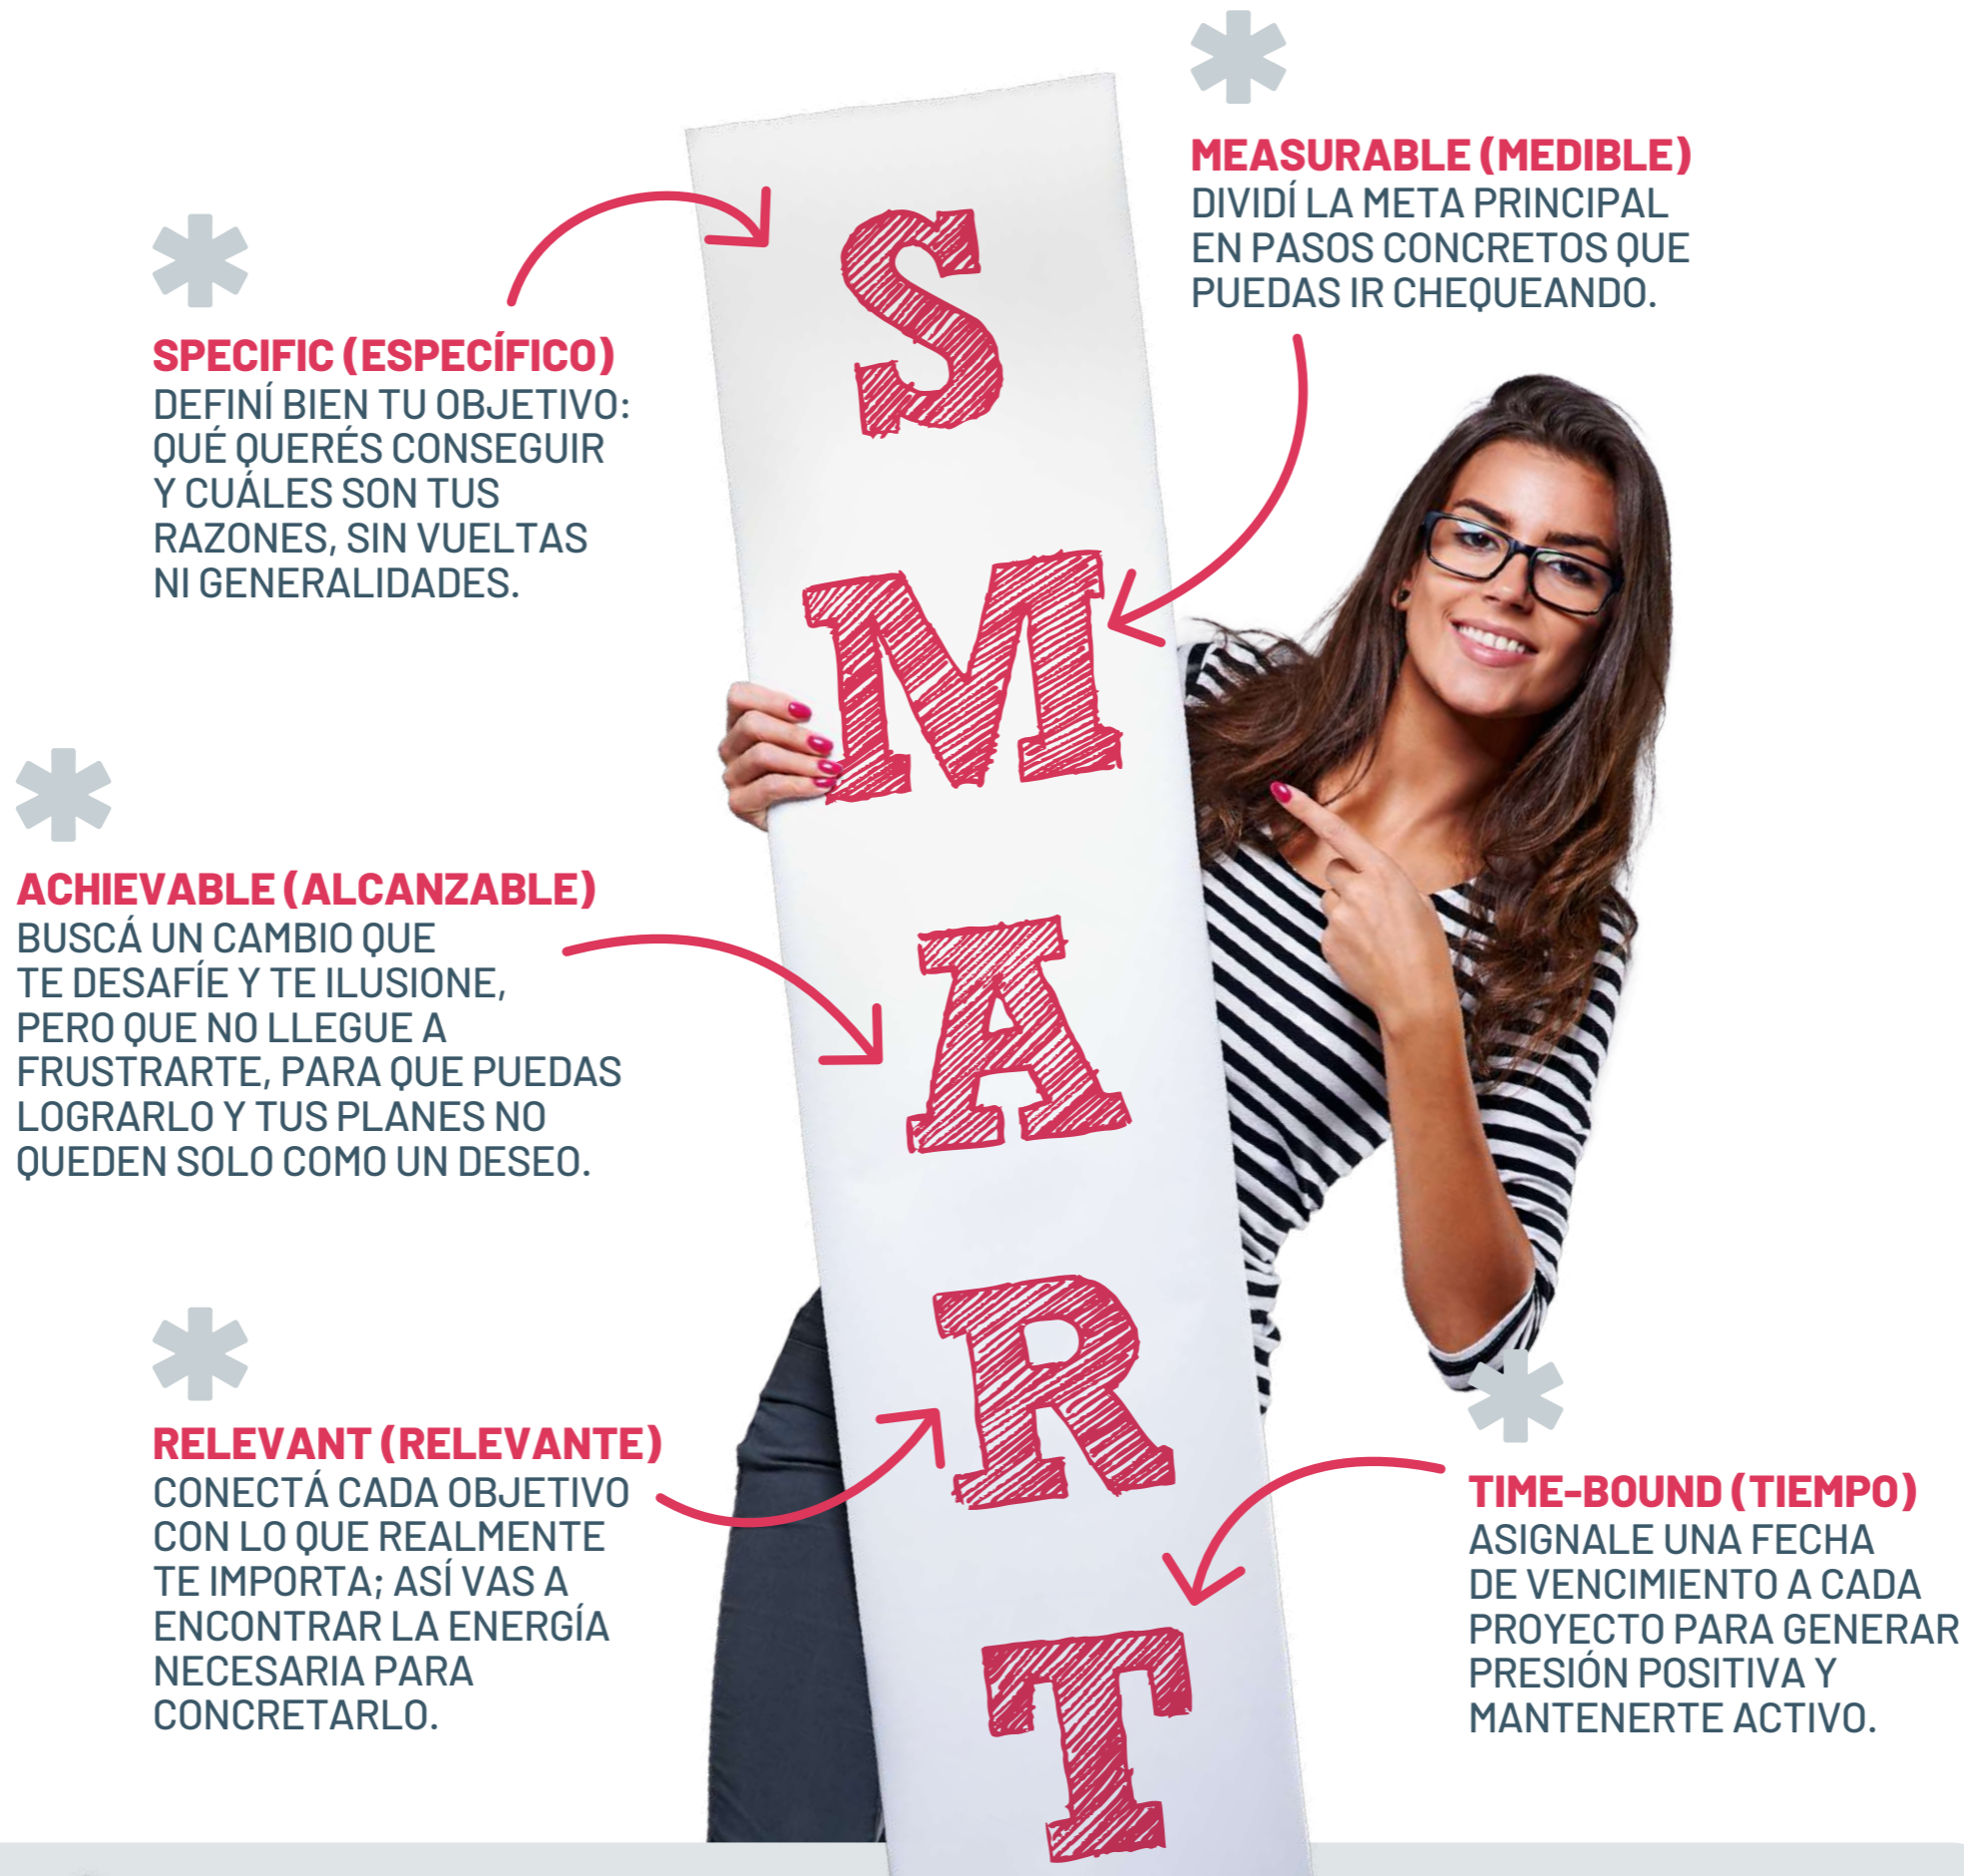 SPECIFIC (ESPECÍFICO)
DEFINÍ BIEN TU OBJETIVO:
QUÉ QUERÉS CONSEGUIR
Y CUÁLES SON TUS
RAZONES, SIN VUELTAS
NI GENERALIDADES.
MEASURABLE (MEDIBLE)
DIVIDÍ LA META PRINCIPAL
EN PASOS CONCRETOS QUE
PUEDAS IR CHEQUEANDO.
ACHIEVABLE (ALCANZABLE)
BUSCÁ UN CAMBIO QUE
TE DESAFÍE Y TE ILUSIONE,
PERO QUE NO LLEGUE A
FRUSTRARTE, PARA QUE PUEDAS
LOGRARLO Y TUS PLANES NO
QUEDEN SOLO COMO UN DESEO.
RELEVANT (RELEVANTE)
CONECTÁ CADA OBJETIVO
CON LO QUE REALMENTE
TE IMPORTA; ASÍ VAS A
ENCONTRAR LA ENERGÍA
NECESARIA PARA
CONCRETARLO.
TIME-BOUND (TIEMPO)
ASIGNALE UNA FECHA
DE VENCIMIENTO A CADA
PROYECTO PARA GENERAR
PRESIÓN POSITIVA Y
MANTENERTE ACTIVO.
S
M
A
R
T